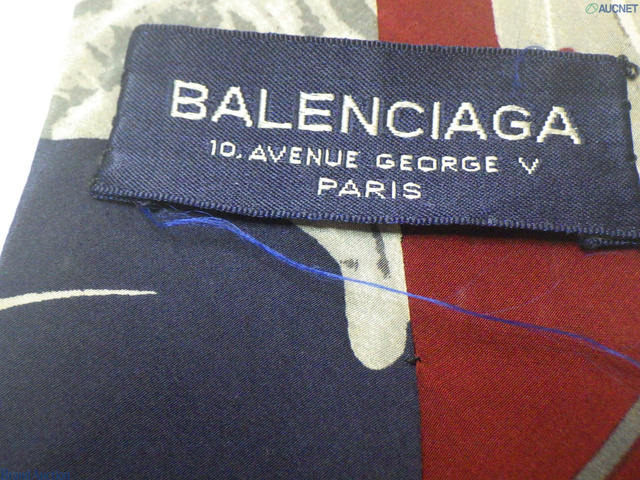 AUCNET
BALENCIAGA
10, AVENUE GEORGE V
PARIS